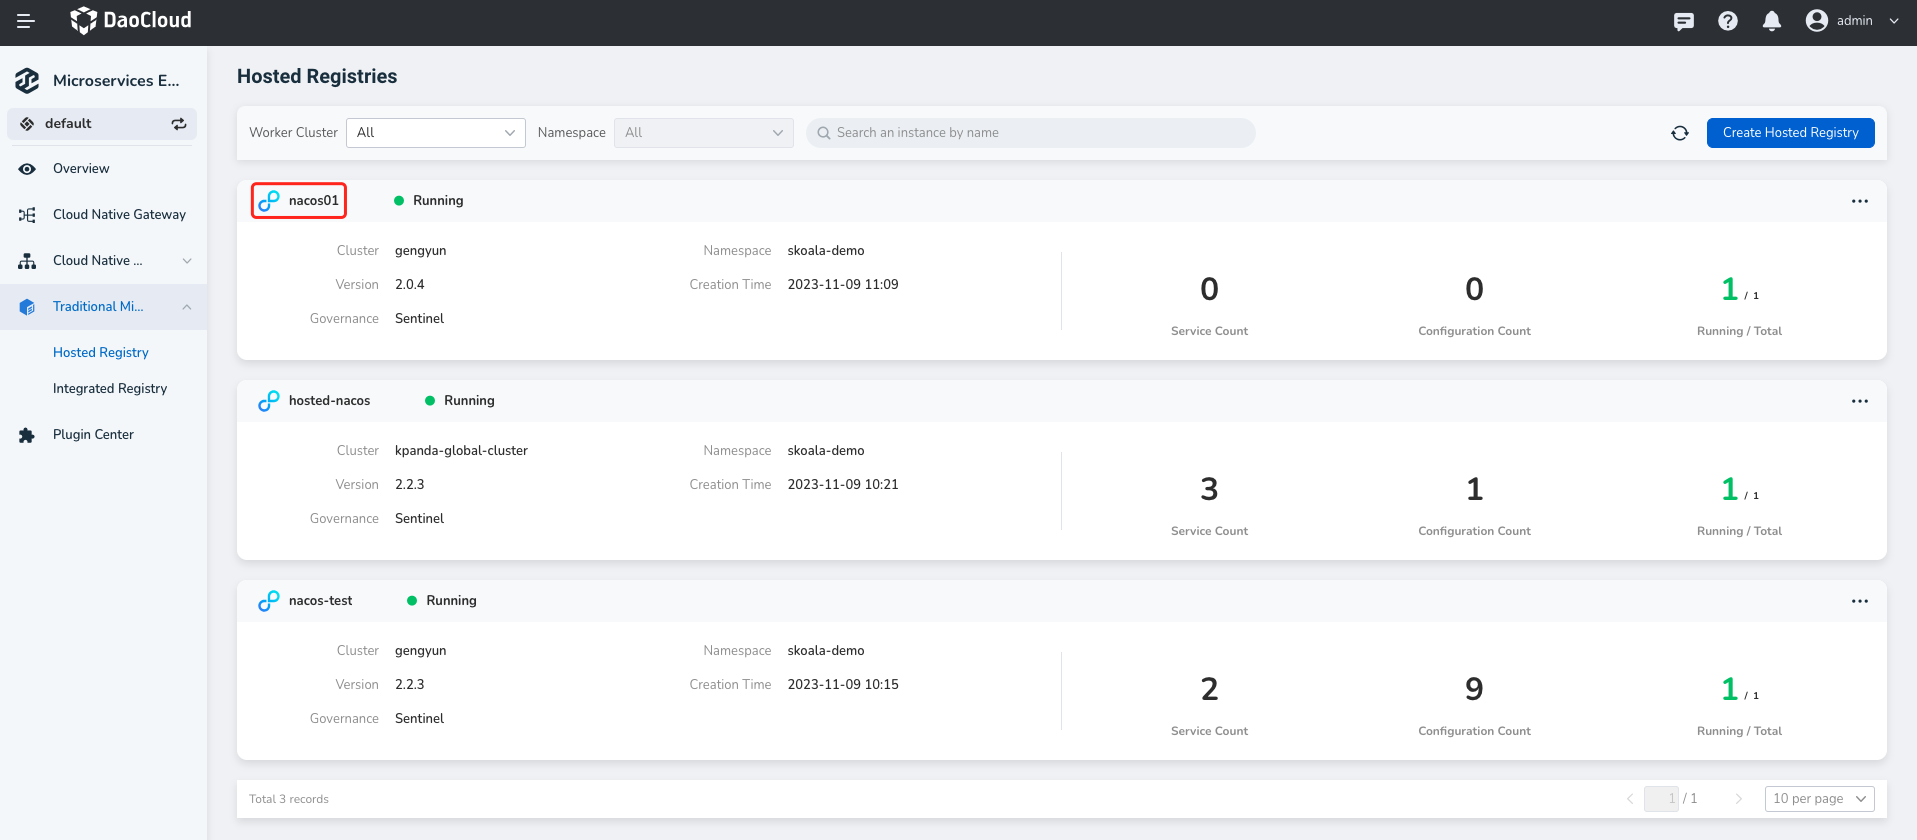 DaoCloud
admin
Microservices E...
default
Overview
Cloud Native Gateway
Cloud Native ...
Traditional Mi...
Hosted Registry
Integrated Registry
Plugin Center
Hosted Registries
Worker Cluster All Namespace All Search an instance by name Create Hosted Registry
nacos01 Running
Cluster gengyun Namespace skoala-demo
Version 2.0.4 Creation Time 2023-11-09 11:09
Governance Sentinel
0 0 1 / 1
Service Count Configuration Count Running / Total
hosted-nacos Running
Cluster kpanda-global-cluster Namespace skoala-demo
Version 2.2.3 Creation Time 2023-11-09 10:21
Governance Sentinel
3 1 1 / 1
Service Count Configuration Count Running / Total
nacos-test Running
Cluster gengyun Namespace skoala-demo
Version 2.2.3 Creation Time 2023-11-09 10:15
Governance Sentinel
2 9 1 / 1
Service Count Configuration Count Running / Total
Total 3 records 1 / 1 10 per page